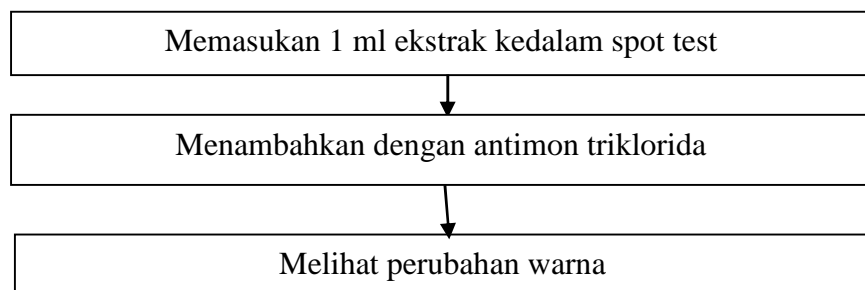 Memasukan 1 ml ekstrak kedalam spot test
Menambahkan dengan antimon triklorida
Melihat perubahan warna